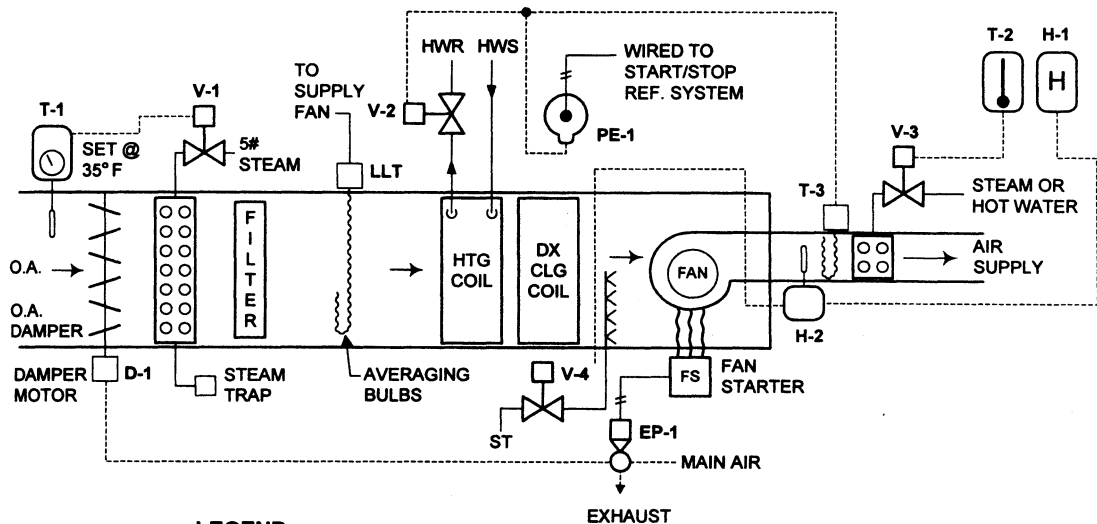 T-1
SET @
35° F
V-1
5#
STEAM
TO
SUPPLY
FAN
LLT
V-2
HWR
HWS
WIRED TO
START/STOP
REF. SYSTEM
PE-1
T-2
H-1
H
V-3
STEAM OR
HOT WATER
T-3
AIR
SUPPLY
O.A.
O.A.
DAMPER
FILTER
HTG
COIL
DX
CLG
COIL
FAN
H-2
DAMPER
MOTOR
D-1
STEAM
TRAP
AVERAGING
BULBS
V-4
ST
FS
FAN
STARTER
EP-1
MAIN AIR
EXHAUST
LEGEND